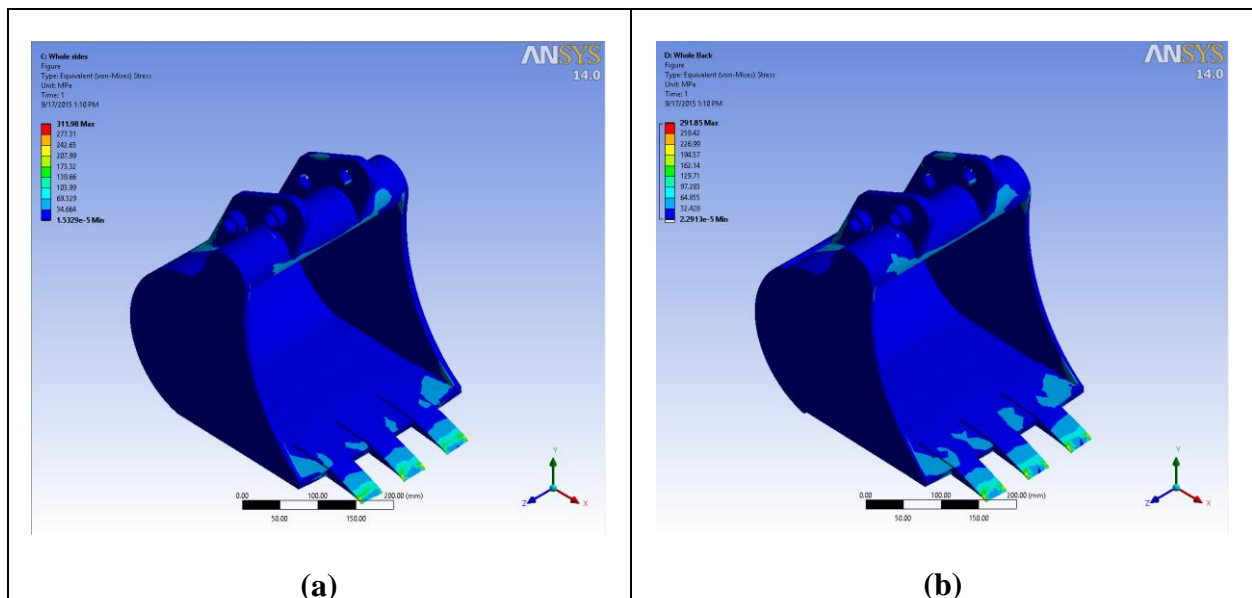 C: Whole sides
Figure
Type: Equivalent (von-Mises) Stress
Unit: MPa
Time: 1
9/17/2015 1:10 PM
311.98 Max
277.31
242.65
207.99
173.32
138.66
103.99
69.329
34.664
1.5329e-5 Min
ANSYS
14.0
0.00 100.00 200.00 (mm)
50.00 150.00
Y
Z X
(a)
D: Whole Back
Figure
Type: Equivalent (von-Mises) Stress
Unit: MPa
Time: 1
9/17/2015 1:10 PM
291.85 Max
259.42
226.99
194.57
162.14
129.71
97.283
64.855
32.428
2.2913e-5 Min
ANSYS
14.0
0.00 100.00 200.00 (mm)
50.00 150.00
Y
Z X
(b)